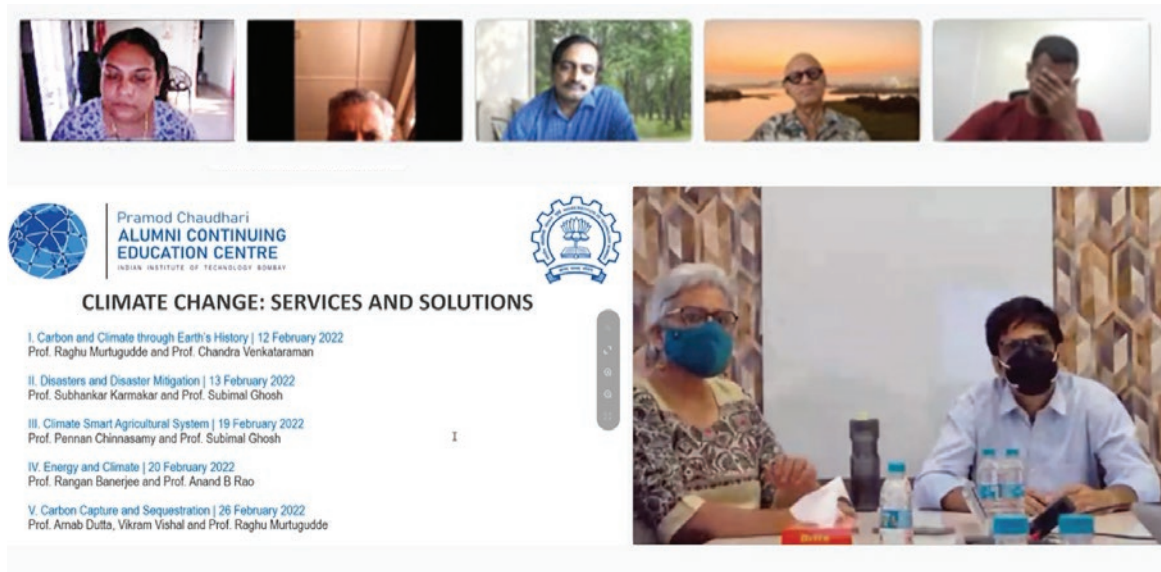 Pramod Chaudhari
ALUMNI CONTINUING
EDUCATION CENTRE
INDIAN INSTITUTE OF TECHNOLOGY BOMBAY
CLIMATE CHANGE: SERVICES AND SOLUTIONS
I. Carbon and Climate through Earth's History | 12 February 2022
Prof. Raghu Murtugudde and Prof. Chandra Venkataraman
II. Disasters and Disaster Mitigation | 13 February 2022
Prof. Subhankar Karmakar and Prof. Subimal Ghosh
III. Climate Smart Agricultural System | 19 February 2022
Prof. Pennan Chinnasamy and Prof. Subimal Ghosh
IV. Energy and Climate | 20 February 2022
Prof. Rangan Banerjee and Prof. Anand B Rao
V. Carbon Capture and Sequestration | 26 February 2022
Prof. Arnab Dutta, Vikram Vishal and Prof. Raghu Murtugudde